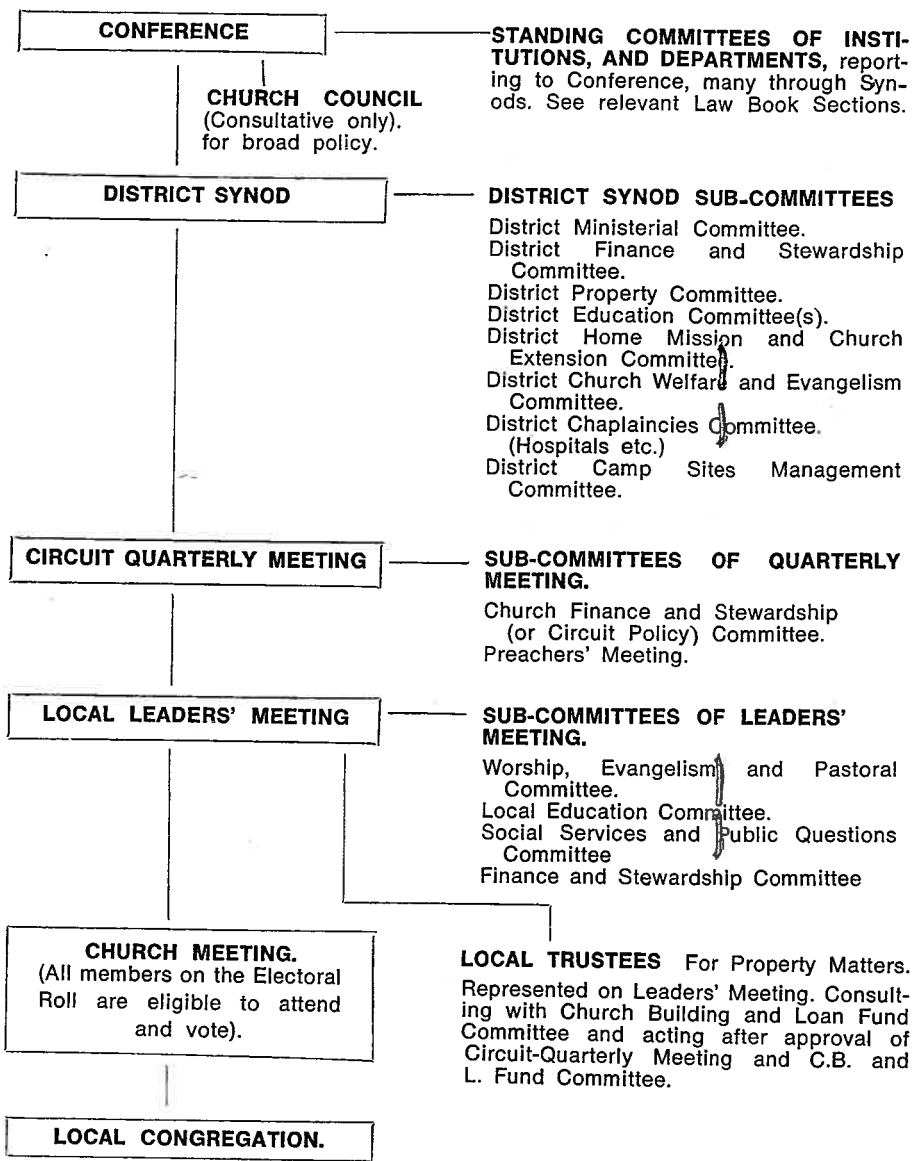 CONFERENCE
STANDING COMMITTEES OF INSTI-
TUTIONS, AND DEPARTMENTS, report-
ing to Conference, many through Syn-
ods. See relevant Law Book Sections.
CHURCH COUNCIL
(Consultative only).
for broad policy.
DISTRICT SYNOD
DISTRICT SYNOD SUB-COMMITTEES
District Ministerial Committee.
District Finance and Stewardship
Committee.
District Property Committee.
District Education Committee(s).
District Home Mission and Church
Extension Committee.
District Church Welfare and Evangelism
Committee.
District Chaplaincies Committee.
(Hospitals etc.)
District Camp Sites Management
Committee.
CIRCUIT QUARTERLY MEETING
SUB-COMMITTEES OF QUARTERLY
MEETING.
Church Finance and Stewardship
(or Circuit Policy) Committee.
Preachers' Meeting.
LOCAL LEADERS' MEETING
SUB-COMMITTEES OF LEADERS'
MEETING.
Worship, Evangelism and Pastoral
Committee.
Local Education Committee.
Social Services and Public Questions
Committee
Finance and Stewardship Committee
CHURCH MEETING.
(All members on the Electoral
Roll are eligible to attend
and vote).
LOCAL TRUSTEES For Property Matters.
Represented on Leaders' Meeting. Consult-
ing with Church Building and Loan Fund
Committee and acting after approval of
Circuit-Quarterly Meeting and C.B. and
L. Fund Committee.
LOCAL CONGREGATION.